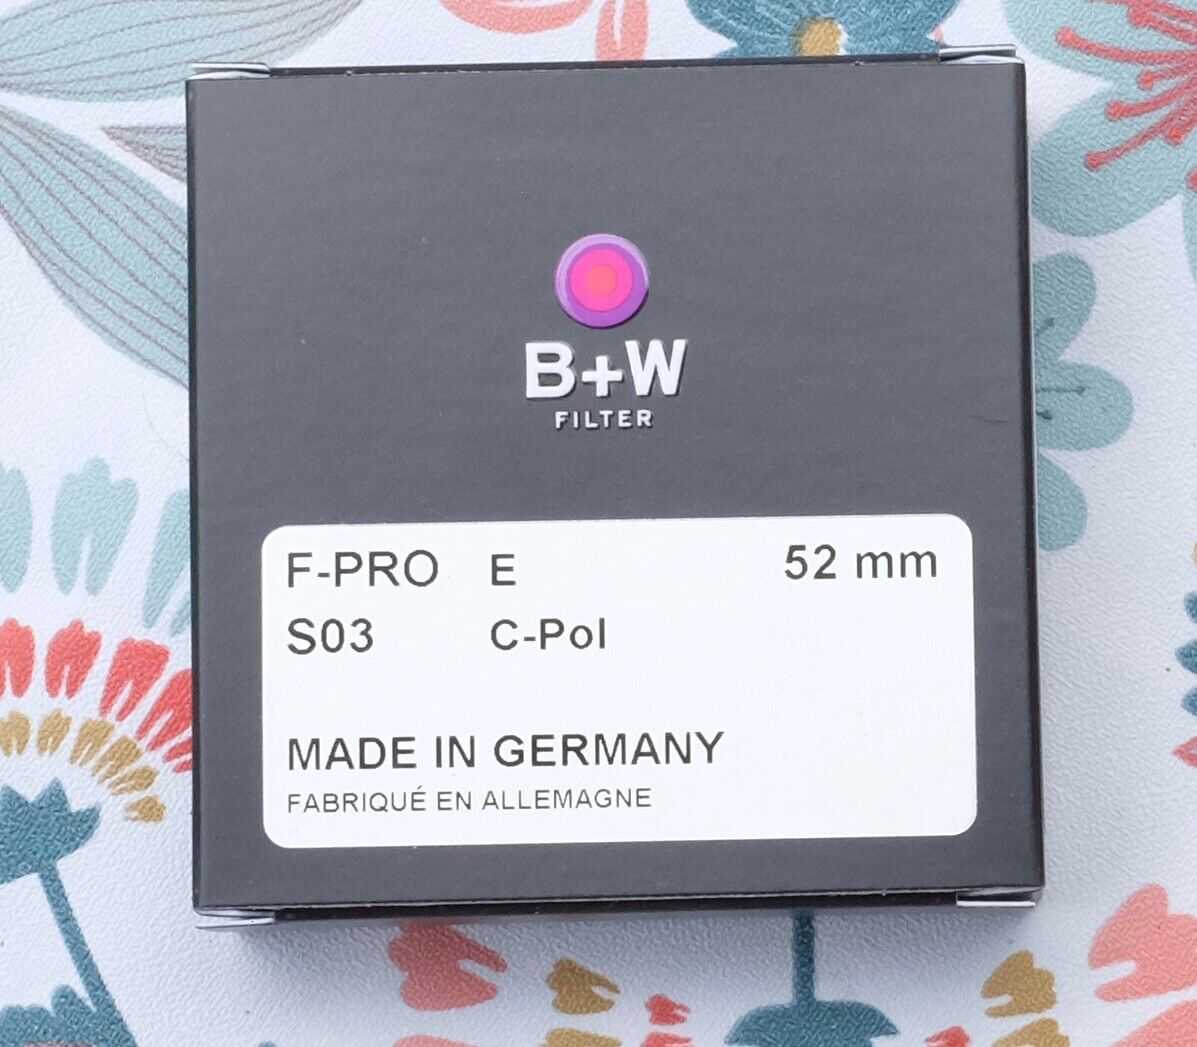 B+W
FILTER
F-PRO E 52 mm
S03 C-Pol
MADE IN GERMANY
FABRIQUÉ EN ALLEMAGNE